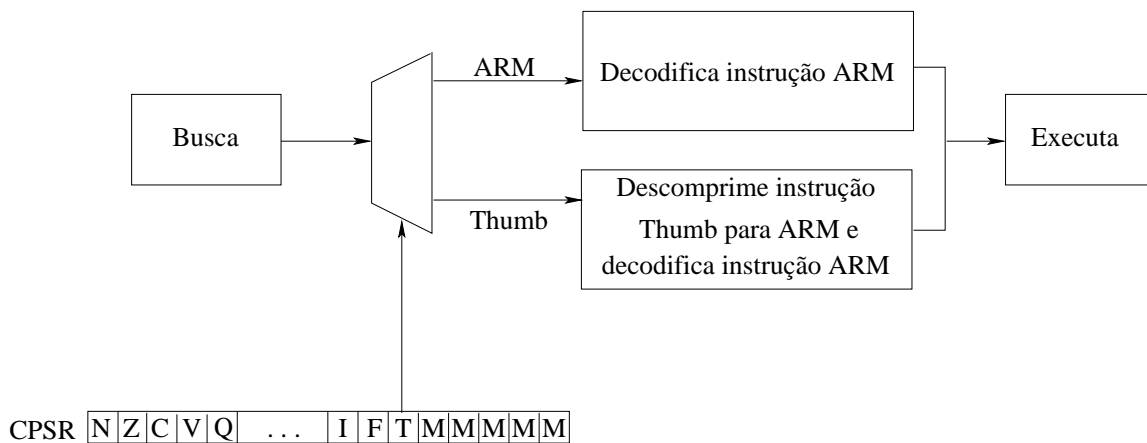 ARM
Decodifica instrução ARM
Busca
Executa
Thumb
Descomprime instrução
Thumb para ARM e
decodifica instrução ARM
CPSR N Z C V Q . . . I F T M M M M M